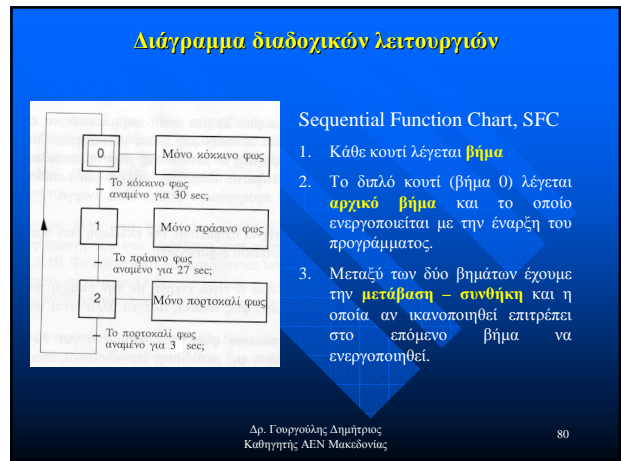 Διάγραμμα διαδοχικών λειτουργιών
0
Μόνο κόκκινο φως
Το κόκκινο φως
αναμένο για 30 sec;
1
Μόνο πράσινο φως
Το πράσινο φως
αναμένο για 27 sec;
2
Μόνο πορτοκαλί φως
Το πορτοκαλί φως
αναμένο για 3 sec;
Sequential Function Chart, SFC
1. Κάθε κουτί λέγεται βήμα
2. Το διπλό κουτί (βήμα 0) λέγεται
αρχικό βήμα και το οποίο
ενεργοποιείται με την έναρξη του
προγράμματος.
3. Μεταξύ των δύο βημάτων έχουμε
την μετάβαση – συνθήκη και η
οποία αν ικανοποιηθεί επιτρέπει
στο επόμενο βήμα να
ενεργοποιηθεί.
Δρ. Γουργούλης Δημήτριος
Καθηγητής ΑΕΝ Μακεδονίας
80